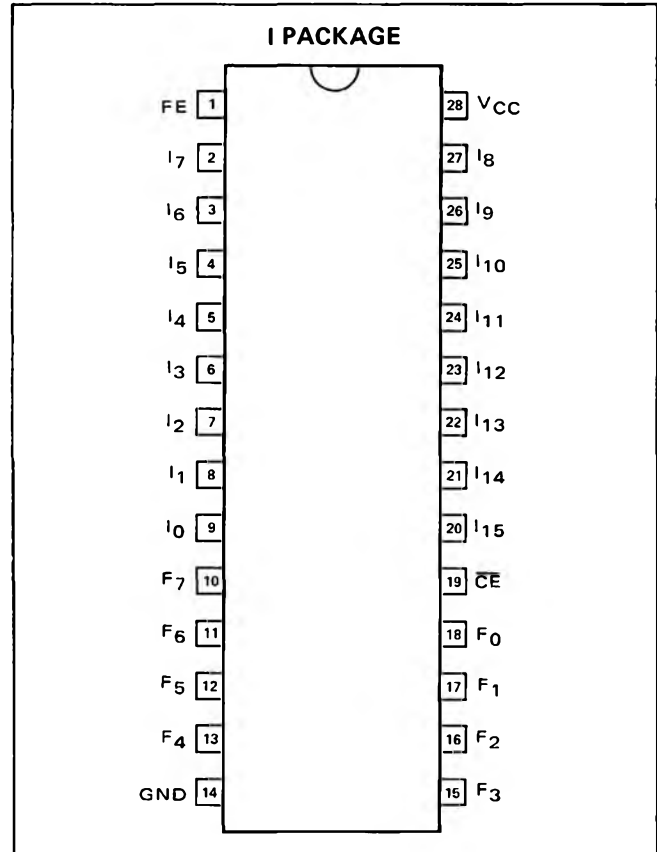 I PACKAGE
FE 1 28 VCC
I7 2 27 I8
I6 3 26 I9
I5 4 25 I10
I4 5 24 I11
I3 6 23 I12
I2 7 22 I13
I1 8 21 I14
I0 9 20 I15
F7 10 19 C̅E̅
F6 11 18 F0
F5 12 17 F1
F4 13 16 F2
GND 14 15 F3